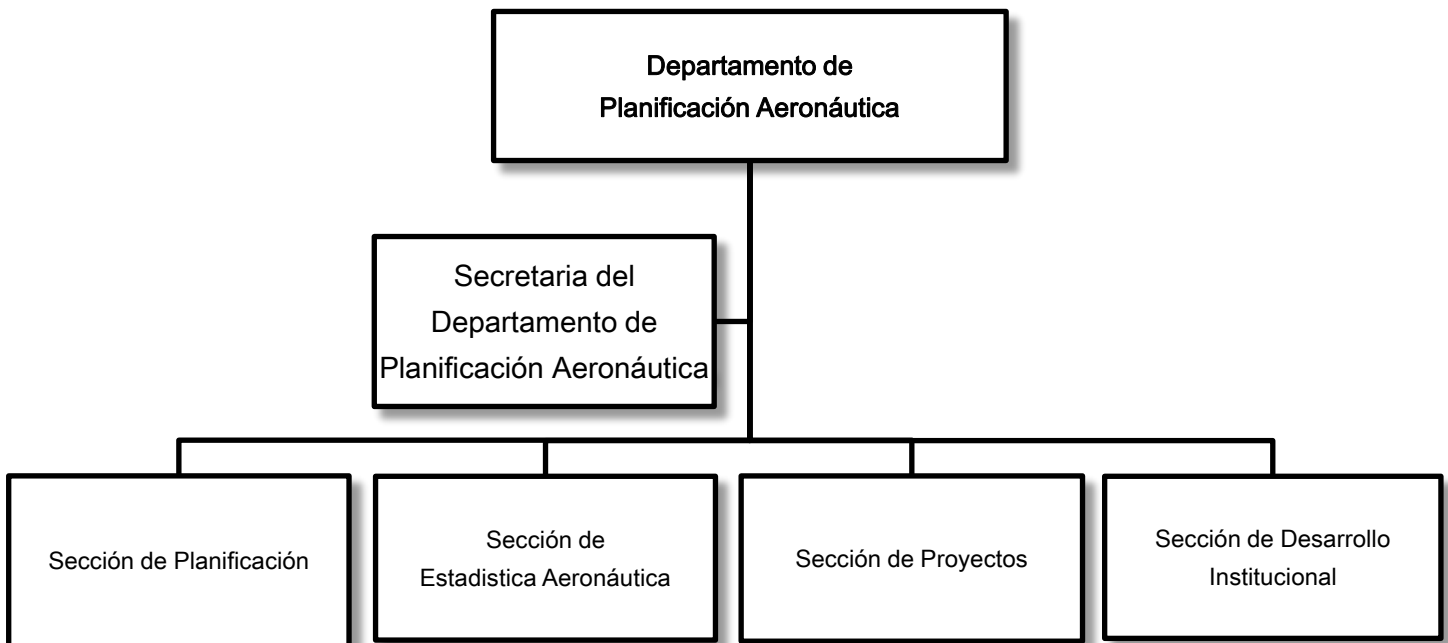 Departamento de
Planificación Aeronáutica
Secretaria del
Departamento de
Planificación Aeronáutica
Sección de Planificación
Sección de
Estadistica Aeronáutica
Sección de Proyectos
Sección de Desarrollo
Institucional